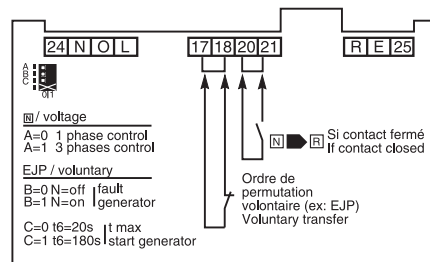 24 N O L 17 18 20 21 R E 25
A
B
C
0 1
N / voltage
A=0 1 phase control
A=1 3 phases control
EJP / voluntary
B=0 N=off fault
B=1 N=on generator
C=0 t6=20s t max
C=1 t6=180s start generator
N R Si contact fermé
If contact closed
Ordre de
permutation
volontaire (ex: EJP)
Voluntary transfer